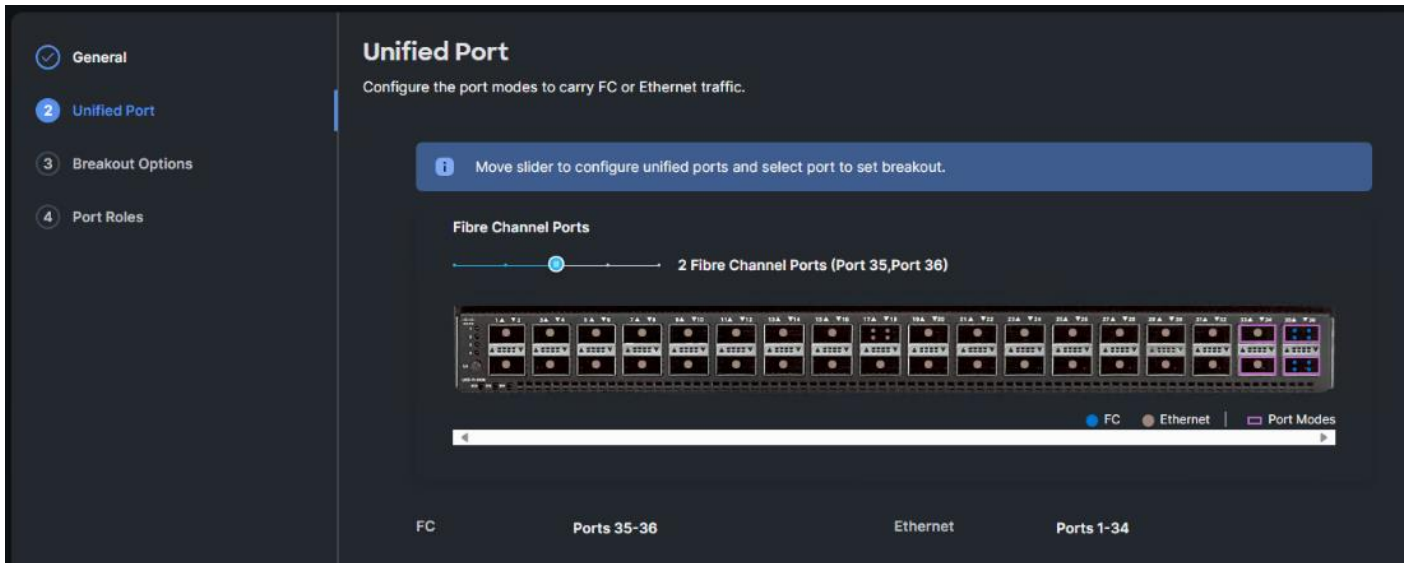 General
2 Unified Port
3 Breakout Options
4 Port Roles
Unified Port
Configure the port modes to carry FC or Ethernet traffic.
Move slider to configure unified ports and select port to set breakout.
Fibre Channel Ports
2 Fibre Channel Ports (Port 35,Port 36)
FC Ethernet Port Modes
FC Ports 35-36 Ethernet Ports 1-34